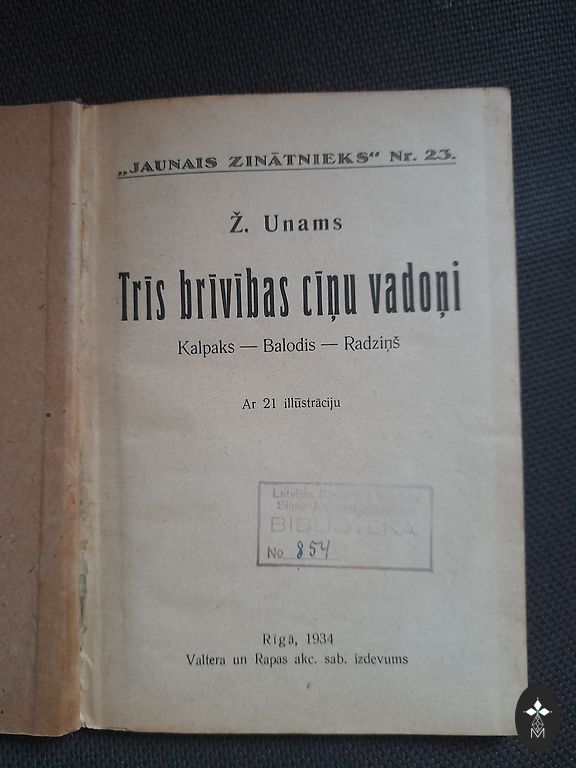 „JAUNAIS ZINĀTNIEKS“ Nr. 23.
Ž. Unams
Trīs brīvības cīņu vadoņi
Kalpaks — Balodis — Radziņš
Ar 21 illūstrāciju
BIBLIOTEKA
№ 854
Rīgā, 1934
Valtera un Rapas akc. sab. izdevums
M